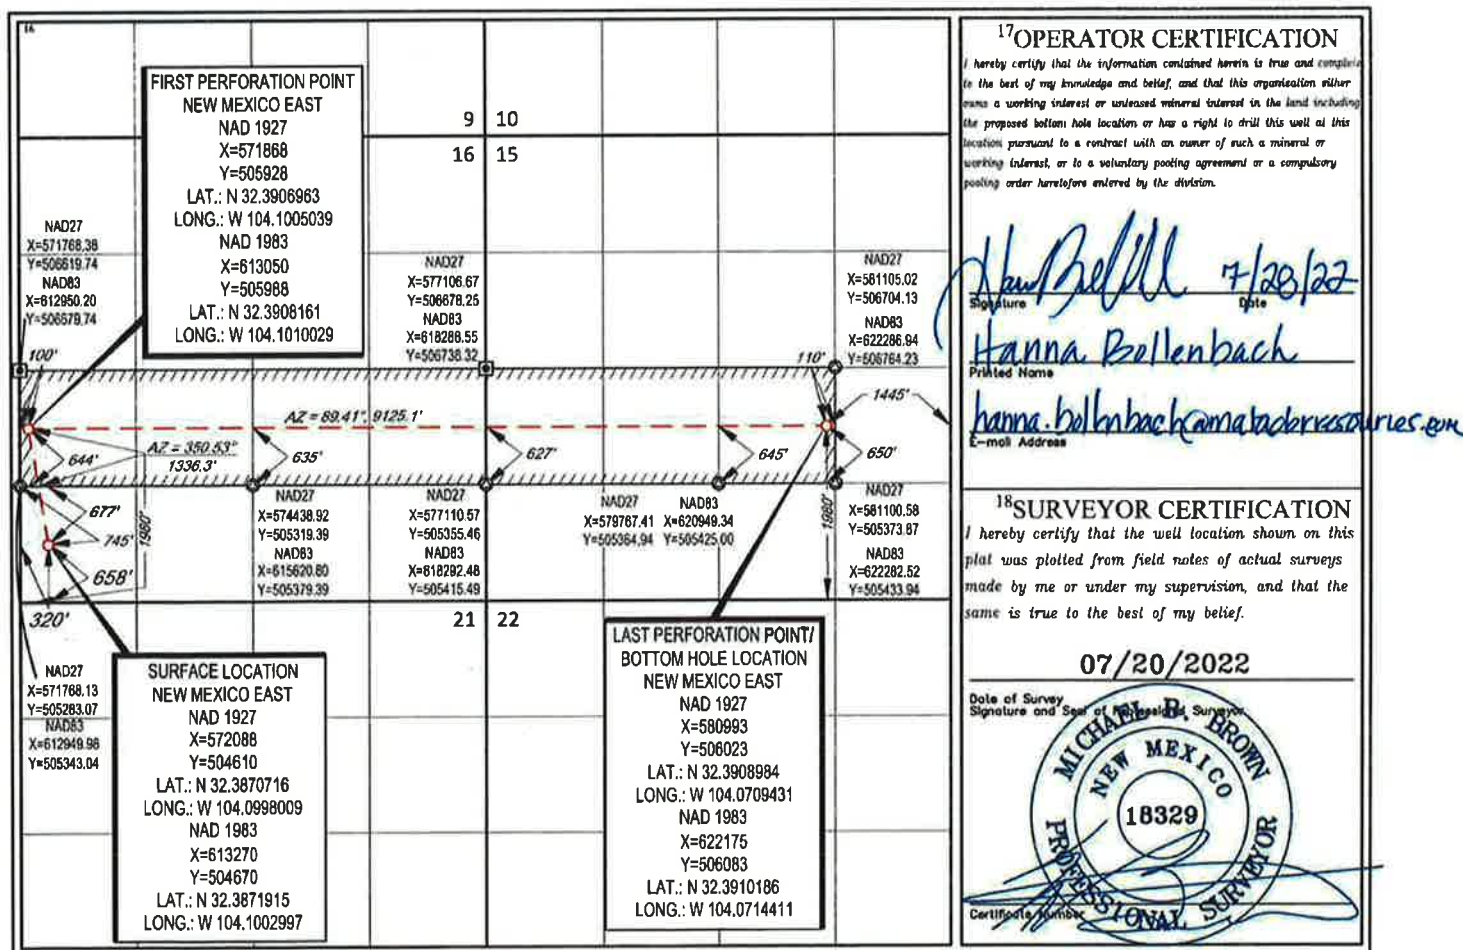 16
FIRST PERFORATION POINT
NEW MEXICO EAST
NAD 1927
X=571868
Y=505928
LAT.: N 32.3906963
LONG.: W 104.1005039
NAD 1983
X=613050
Y=505988
LAT.: N 32.3908161
LONG.: W 104.1010029
9 10
16 15
NAD27
X=571768.38
Y=506619.74
NAD83
X=612950.20
Y=506679.74
NAD27
X=577106.67
Y=506678.25
NAD83
X=618288.55
Y=506738.32
NAD27
X=581105.02
Y=506704.13
NAD83
X=622286.94
Y=506764.23
100'
110'
1445'
AZ = 89.41°, 9125.1'
AZ = 350.53°
1336.3'
644'
635'
627'
645'
650'
677'
745'
1980'
658'
320'
1980'
NAD27
X=574438.92
Y=505319.39
NAD83
X=615620.80
Y=505379.39
NAD27
X=577110.57
Y=505355.46
NAD83
X=618292.48
Y=505415.49
NAD27
X=579767.41
Y=505364.94
NAD83
X=620949.34
Y=505425.00
NAD27
X=581100.58
Y=505373.87
NAD83
X=622282.52
Y=505433.94
21 22
NAD27
X=571768.13
Y=505283.07
NAD83
X=612949.98
Y=505343.04
SURFACE LOCATION
NEW MEXICO EAST
NAD 1927
X=572088
Y=504610
LAT.: N 32.3870716
LONG.: W 104.0998009
NAD 1983
X=613270
Y=504670
LAT.: N 32.3871915
LONG.: W 104.1002997
LAST PERFORATION POINT/
BOTTOM HOLE LOCATION
NEW MEXICO EAST
NAD 1927
X=580993
Y=506023
LAT.: N 32.3908984
LONG.: W 104.0709431
NAD 1983
X=622175
Y=506083
LAT.: N 32.3910186
LONG.: W 104.0714411
17OPERATOR CERTIFICATION
I hereby certify that the information contained herein is true and complete
to the best of my knowledge and belief, and that this organization either
owns a working interest or unleased mineral interest in the land including
the proposed bottom hole location or has a right to drill this well at this
location pursuant to a contract with an owner of such a mineral or
working interest, or to a voluntary pooling agreement or a compulsory
pooling order heretofore entered by the division.
7/28/22
Signature Date
Hanna Bollenbach
Printed Name
hanna.bollnbach@matadorresources.com
E-mail Address
18SURVEYOR CERTIFICATION
I hereby certify that the well location shown on this
plat was plotted from field notes of actual surveys
made by me or under my supervision, and that the
same is true to the best of my belief.
07/20/2022
Date of Survey
Signature and Seal of Professional Surveyor:
MICHAEL B. BROWN
NEW MEXICO
18329
PROFESSIONAL SURVEYOR
Certificate Number